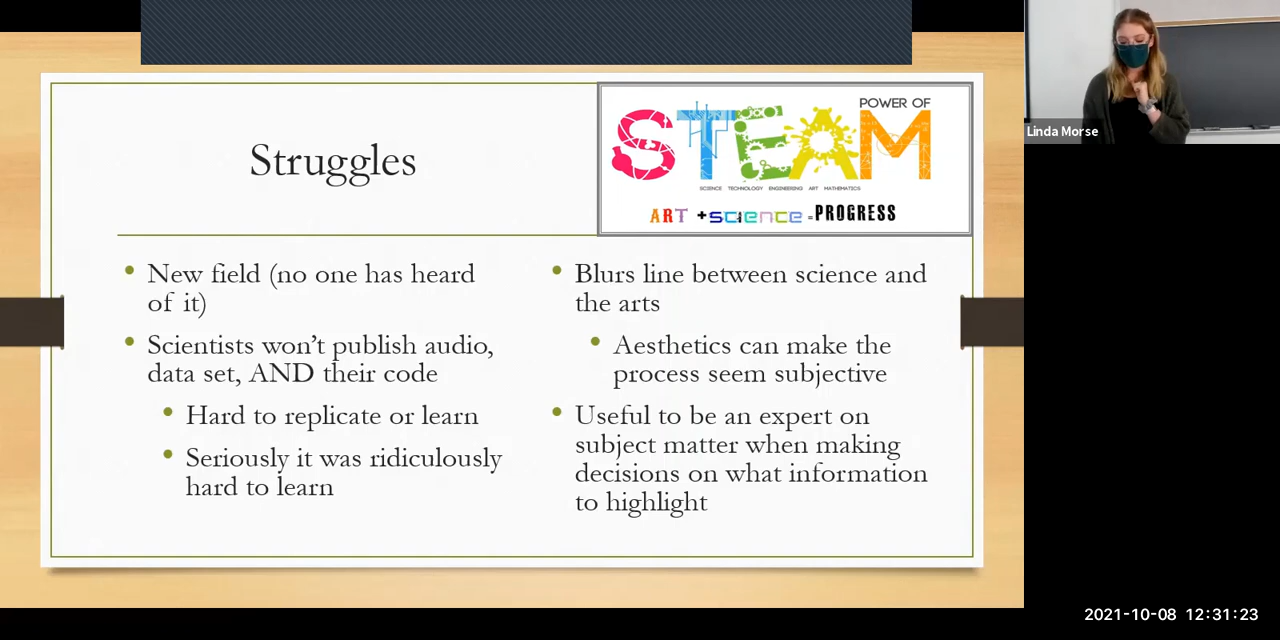 Struggles
POWER OF
STEAM
SCIENCE TECHNOLOGY ENGINEERING ART MATHEMATICS
ART + science = PROGRESS
• New field (no one has heard
of it)
• Scientists won't publish audio,
data set, AND their code
• Hard to replicate or learn
• Seriously it was ridiculously
hard to learn
• Blurs line between science and
the arts
• Aesthetics can make the
process seem subjective
• Useful to be an expert on
subject matter when making
decisions on what information
to highlight
Linda Morse
2021-10-08 12:31:23